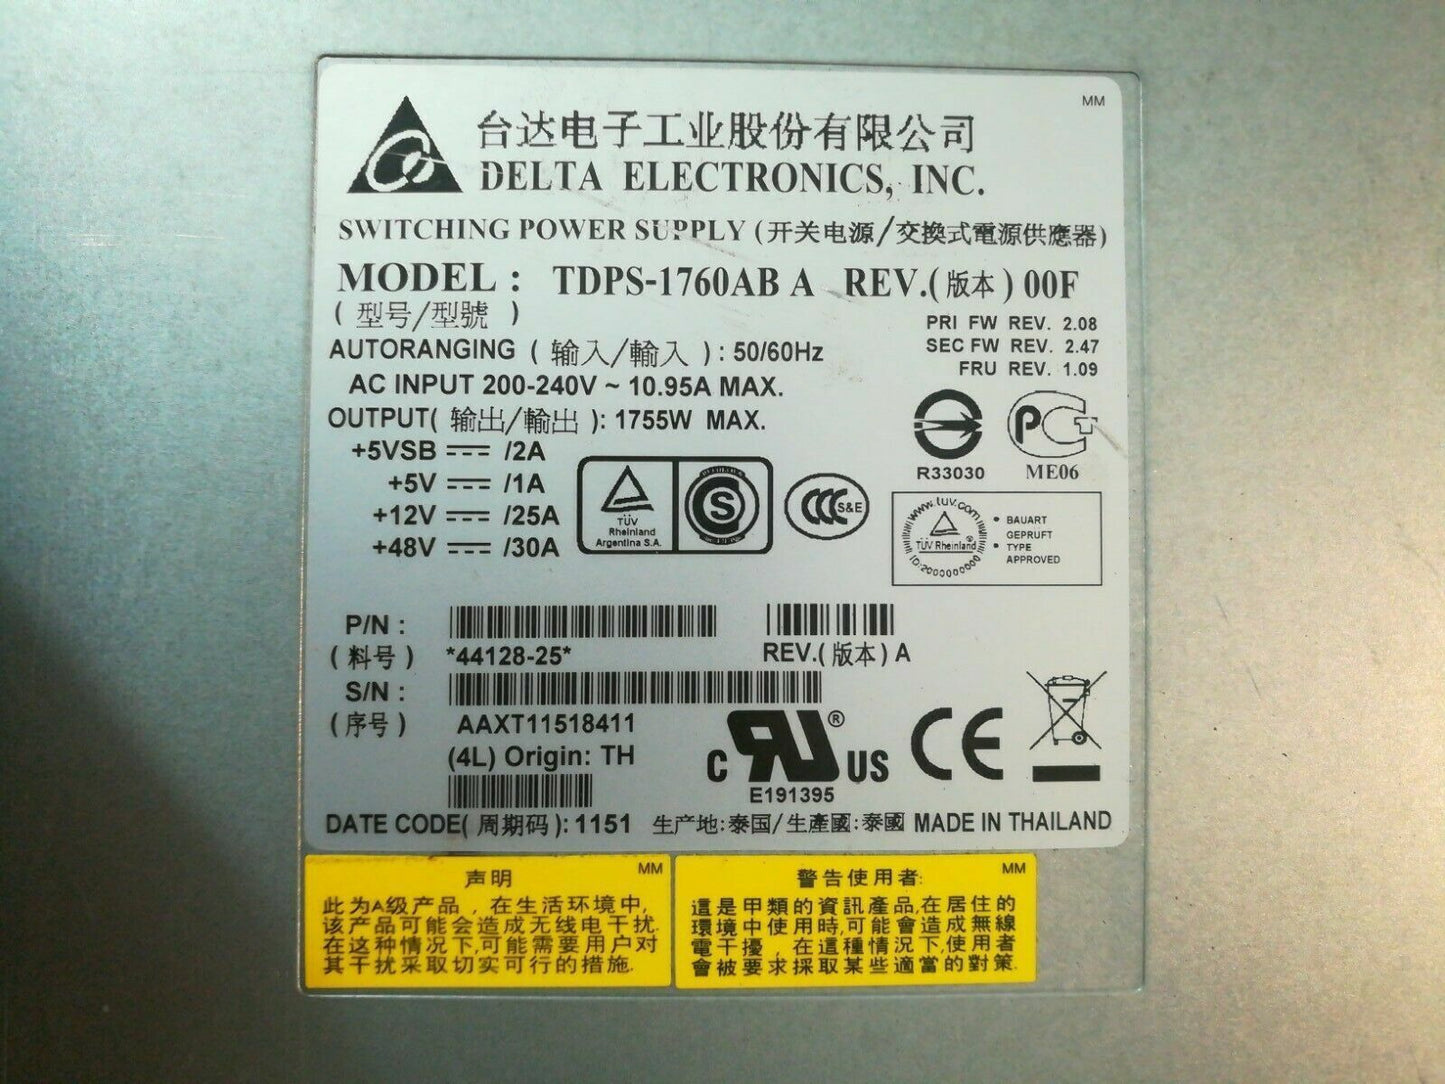 MM
台达电子工业股份有限公司
DELTA ELECTRONICS, INC.
SWITCHING POWER SUPPLY (开关电源/交換式電源供應器)
MODEL : TDPS-1760AB A REV.(版本) 00F
(型号/型號)
PRI FW REV. 2.08
AUTORANGING (输入/輸入) : 50/60Hz
SEC FW REV. 2.47
FRU REV. 1.09
AC INPUT 200-240V ~ 10.95A MAX.
OUTPUT(输出/輸出): 1755W MAX.
+5VSB /2A
+5V /1A
+12V /25A
+48V /30A
R33030
PC
ME06
TÜV
Rheinland
Argentina S.A.
S
CCC S&E
www.tuv.com
TÜV Rheinland®
ID:2000000000
• BAUART
GEPRUFT
• TYPE
APPROVED
P/N :
(料号) *44128-25*
REV.(版本) A
S/N :
(序号) AAXT11518411
(4L) Origin: TH
c RU® US
E191395
CE
DATE CODE(周期码): 1151 生产地:泰国/生產國:泰國 MADE IN THAILAND
声明 MM
此为A级产品，在生活环境中,
该产品可能会造成无线电干扰.
在这种情况下,可能需要用户对
其干扰采取切实可行的措施.
警告使用者: MM
這是甲類的資訊產品,在居住的
環境中使用時,可能會造成無線
電干擾，在這種情況下,使用者
會被要求採取某些適當的對策.